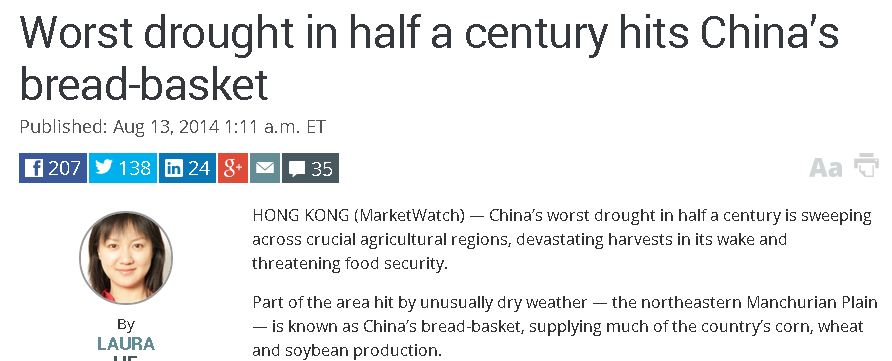 Worst drought in half a century hits China's
bread-basket
Published: Aug 13, 2014 1:11 a.m. ET
207 138 24 g+ 35
Aa
HONG KONG (MarketWatch) — China's worst drought in half a century is sweeping
across crucial agricultural regions, devastating harvests in its wake and
threatening food security.
Part of the area hit by unusually dry weather — the northeastern Manchurian Plain
— is known as China's bread-basket, supplying much of the country's corn, wheat
and soybean production.
By
LAURA